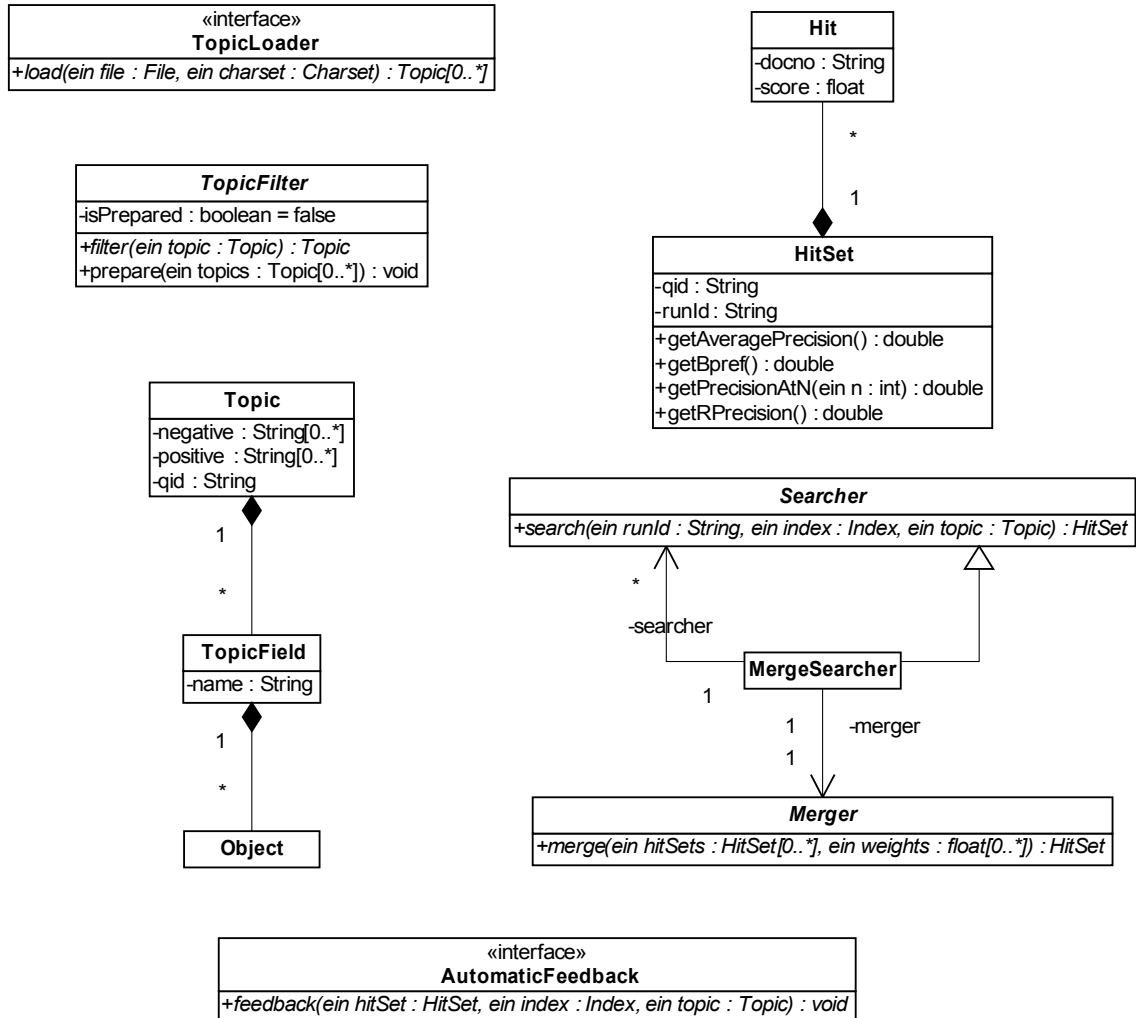 «interface»
TopicLoader
+load(ein file : File, ein charset : Charset) : Topic[0..*]
Hit
-docno : String
-score : float
*
1
TopicFilter
-isPrepared : boolean = false
+filter(ein topic : Topic) : Topic
+prepare(ein topics : Topic[0..*]) : void
HitSet
-qid : String
-runId : String
+getAveragePrecision() : double
+getBpref() : double
+getPrecisionAtN(ein n : int) : double
+getRPrecision() : double
Topic
-negative : String[0..*]
-positive : String[0..*]
-qid : String
1
*
TopicField
-name : String
1
*
Object
Searcher
+search(ein runId : String, ein index : Index, ein topic : Topic) : HitSet
*
-searcher
MergeSearcher
1
1
-merger
1
Merger
+merge(ein hitSets : HitSet[0..*], ein weights : float[0..*]) : HitSet
«interface»
AutomaticFeedback
+feedback(ein hitSet : HitSet, ein index : Index, ein topic : Topic) : void